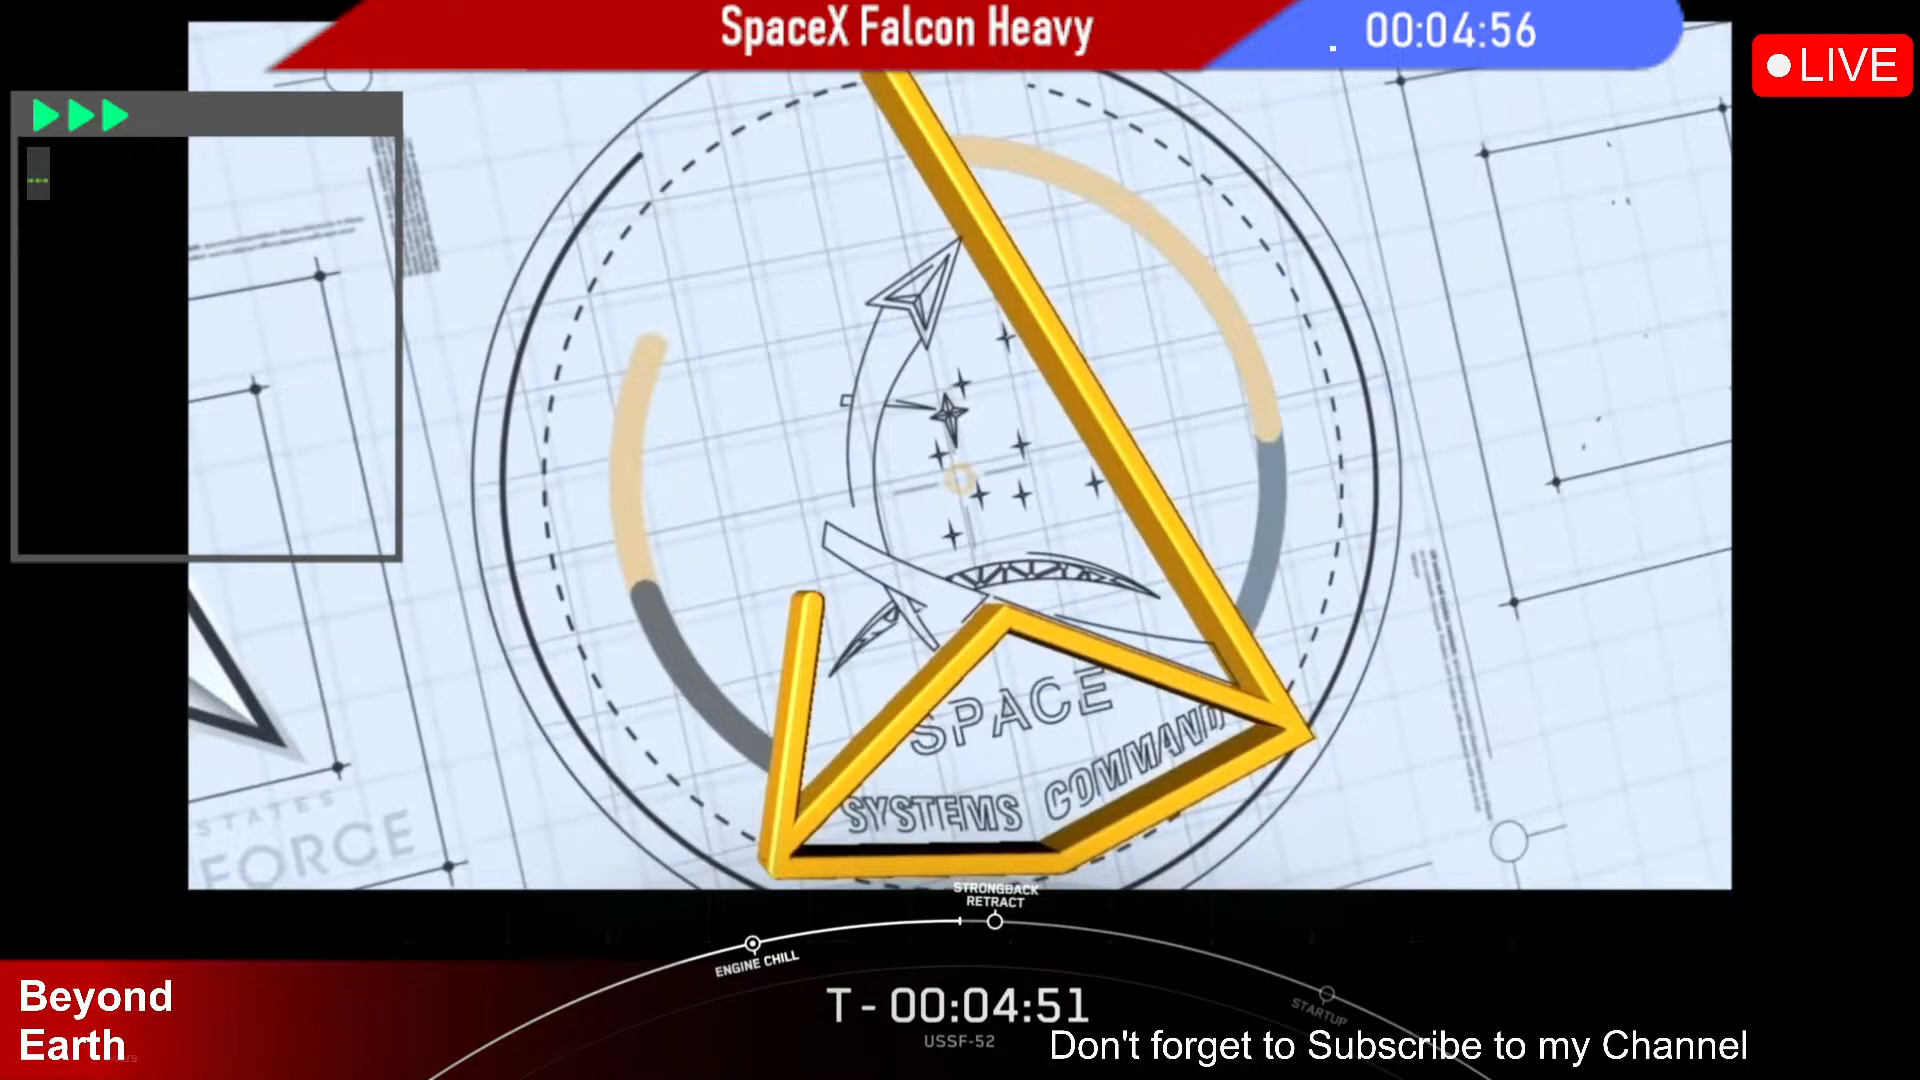 SpaceX Falcon Heavy
00:04:56
LIVE
SPACE
SYSTEMS COMMAND
STATES
FORCE
STRONGBACK
RETRACT
ENGINE CHILL
STARTUP
T - 00:04:51
USSF-52
Beyond
Earth
Don't forget to Subscribe to my Channel